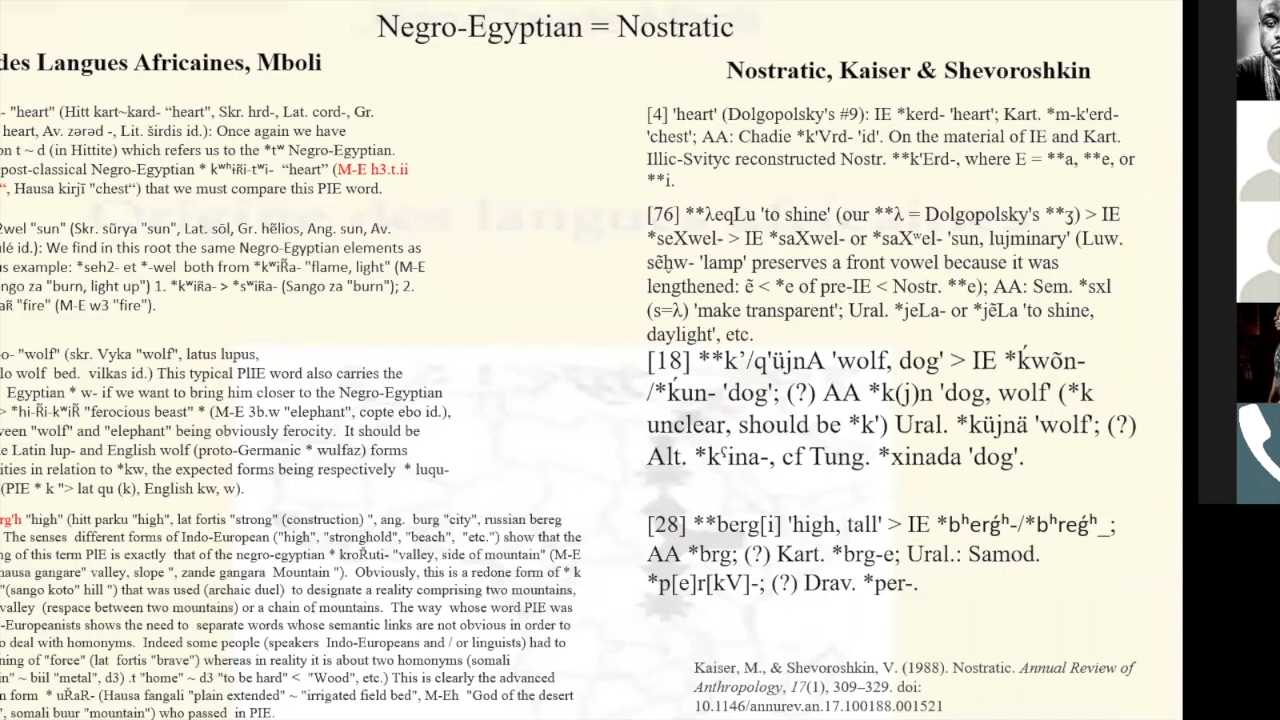 Negro-Egyptian = Nostratic
des Langues Africaines, Mboli
- "heart" (Hitt kart~kard- “heart", Skr. hrd-, Lat. cord-, Gr.
heart, Av. zərəd -, Lit. širdis id.): Once again we have
on t ~ d (in Hittite) which refers us to the *tʷ Negro-Egyptian.
post-classical Negro-Egyptian * kʷʰɨʀ̃i-tʷi- “heart” (M-E h3.t.ii
“, Hausa kirjī "chest“) that we must compare this PIE word.
2wel "sun" (Skr. sūrya "sun", Lat. sōl, Gr. hēlios, Ang. sun, Av.
ulé id.): We find in this root the same Negro-Egyptian elements as
us example: *seh2- et *-wel both from *kʷiʀ̃a- "flame, light" (M-E
ngo za "burn, light up") 1. *kʷiʀ̃a- > *sʷiʀ̃a- (Sango za "burn"); 2.
"fire" (M-E w3 "fire").
o- "wolf" (skr. Vyka "wolf", latus lupus,
lo wolf bed. vilkas id.) This typical PIIE word also carries the
Egyptian * w- if we want to bring him closer to the Negro-Egyptian
> *hi-R̃i-kʷiR̃ "ferocious beast" * (M-E 3b.w "elephant", copte ebo id.),
ween "wolf" and "elephant" being obviously ferocity. It should be
e Latin lup- and English wolf (proto-Germanic * wulfaz) forms
ities in relation to *kw, the expected forms being respectively * luqu-
(PIE * k "> lat qu (k), English kw, w).
rg'h "high" (hitt parku "high", lat fortis "strong" (construction) ", ang. burg "city", russian bereg
The senses different forms of Indo-European ("high", "stronghold", "beach", "etc.") show that the
ng of this term PIE is exactly that of the negro-egyptian * kroR̃uti- "valley, side of mountain" (M-E
hausa gangare" valley, slope ", zande gangara Mountain "). Obviously, this is a redone form of * k
"(sango koto" hill ") that was used (archaic duel) to designate a reality comprising two mountains,
valley (respace between two mountains) or a chain of mountains. The way whose word PIE was
-Europeanists shows the need to separate words whose semantic links are not obvious in order to
o deal with homonyms. Indeed some people (speakers Indo-Europeans and / or linguists) had to
ning of "force" (lat fortis "brave") whereas in reality it is about two homonyms (somali
in" ~ biil "metal", d3) .t "home" ~ d3 "to be hard" < "Wood", etc.) This is clearly the advanced
n form * uR̃aR- (Hausa fangali "plain extended" ~ "irrigated field bed", M-Eh "God of the desert
", somali buur "mountain") who passed in PIE.
Nostratic, Kaiser & Shevoroshkin
[4] 'heart' (Dolgopolsky's #9): IE *kerd- 'heart'; Kart. *m-k'erd-
'chest'; AA: Chadie *k'Vrd- 'id'. On the material of IE and Kart.
Illic-Svityc reconstructed Nostr. **k'Erd-, where E = **a, **e, or
**i.
[76] **λeqLu 'to shine' (our **λ = Dolgopolsky's **ʒ) > IE
*seXwel- > IE *saXwel- or *saXʷel- 'sun, lujminary' (Luw.
sẽḫw- 'lamp' preserves a front vowel because it was
lengthened: ẽ < *e of pre-IE < Nostr. **e); AA: Sem. *sxl
(s=λ) 'make transparent'; Ural. *jeLa- or *jẽLa 'to shine,
daylight', etc.
[18] **k’/q'üjnA 'wolf, dog' > IE *ḱwõn-
/*ḱun- 'dog'; (?) AA *k(j)n 'dog, wolf' (*k
unclear, should be *k') Ural. *küjnä 'wolf'; (?)
Alt. *kˤina-, cf Tung. *xinada 'dog'.
[28] **berg[i] 'high, tall' > IE *bʰerǵʰ-/*bʰreǵʰ_;
AA *brg; (?) Kart. *brg-e; Ural.: Samod.
*p[e]r[kV]-; (?) Drav. *per-.
Kaiser, M., & Shevoroshkin, V. (1988). Nostratic. Annual Review of
Anthropology, 17(1), 309–329. doi:
10.1146/annurev.an.17.100188.001521